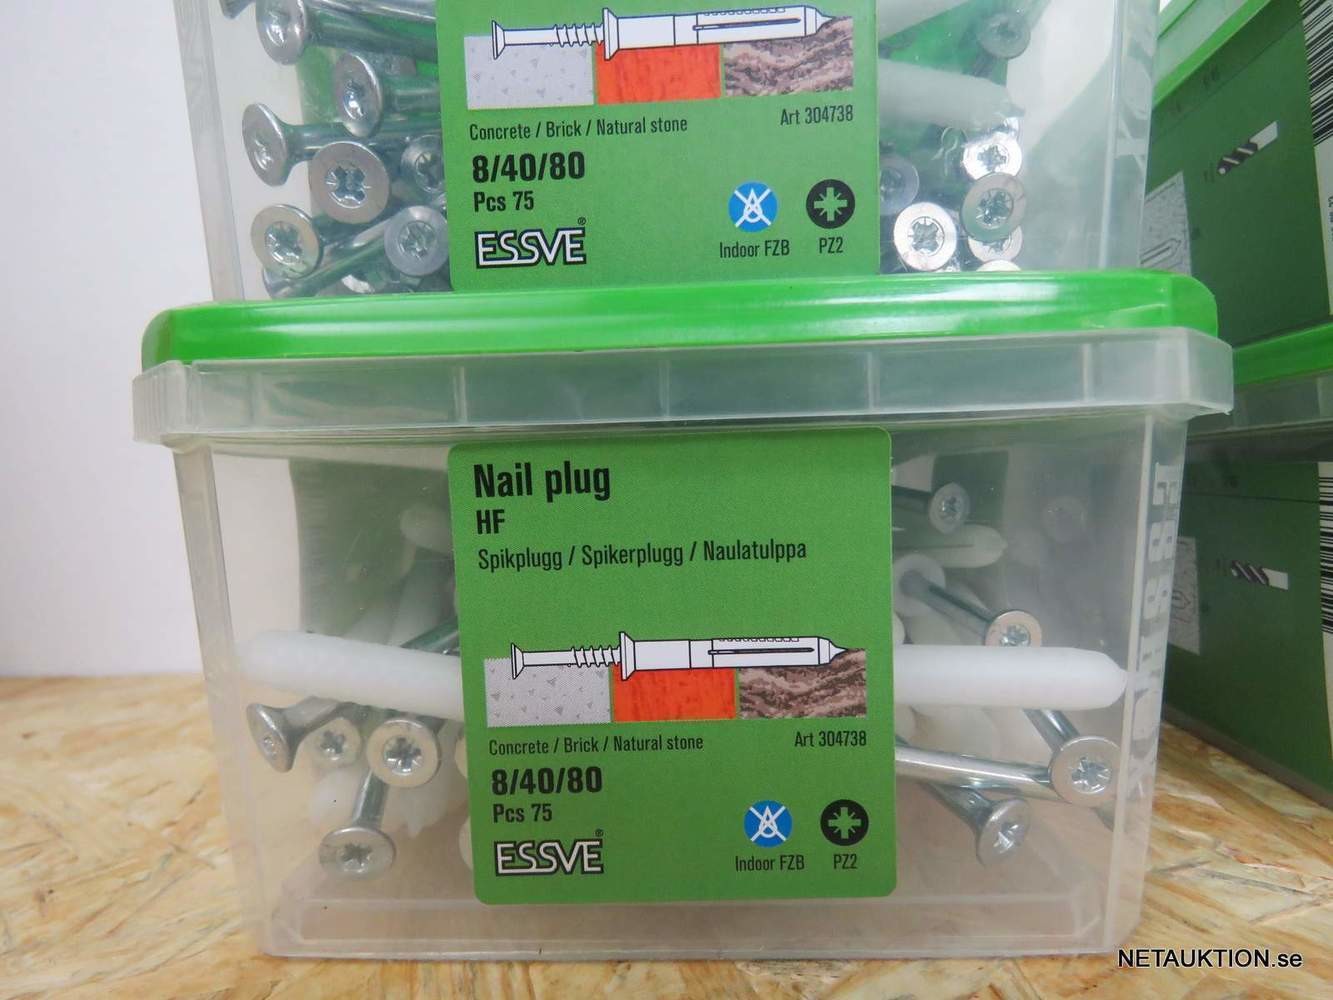 Concrete / Brick / Natural stone
Art 304738
8/40/80
Pcs 75
ESSVE®
Indoor FZB
PZ2
Nail plug
HF
Spikplugg / Spikerplugg / Naulatulppa
Concrete / Brick / Natural stone
Art 304738
8/40/80
Pcs 75
ESSVE®
Indoor FZB
PZ2
NETAUKTION.se